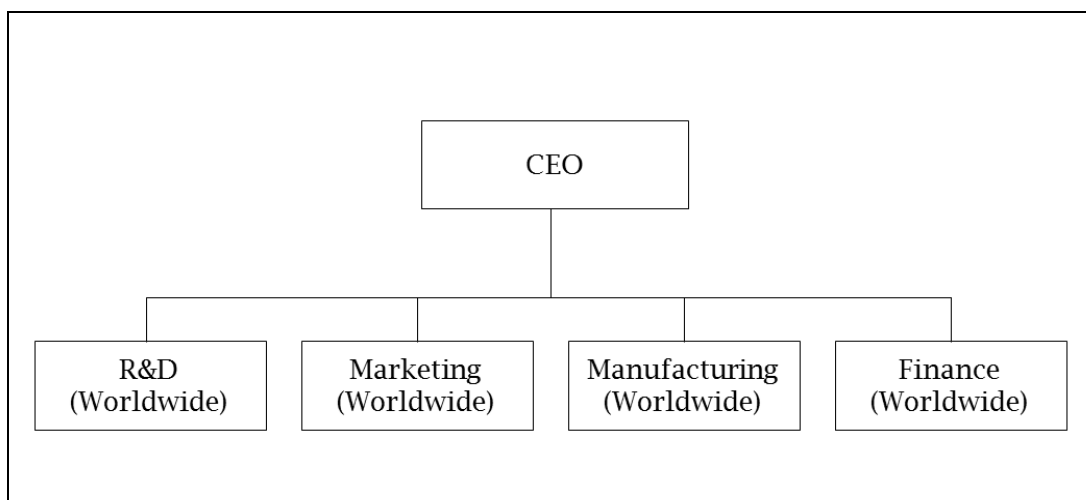 CEO
R&D
(Worldwide)
Marketing
(Worldwide)
Manufacturing
(Worldwide)
Finance
(Worldwide)